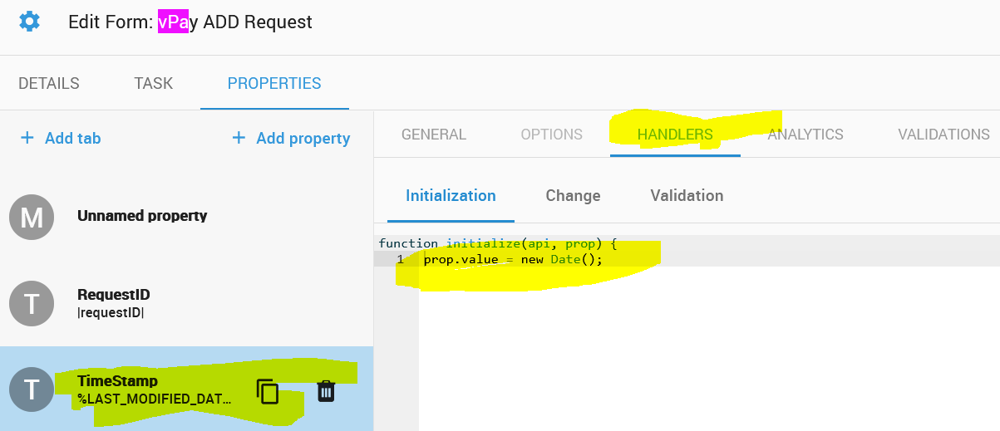 Edit Form: vPay ADD Request
DETAILS TASK PROPERTIES
+ Add tab + Add property
GENERAL OPTIONS HANDLERS ANALYTICS VALIDATIONS
M Unnamed property
T RequestID
|requestID|
T TimeStamp
%LAST_MODIFIED_DAT...
Initialization Change Validation
function initialize(api, prop) {
1 prop.value = new Date();